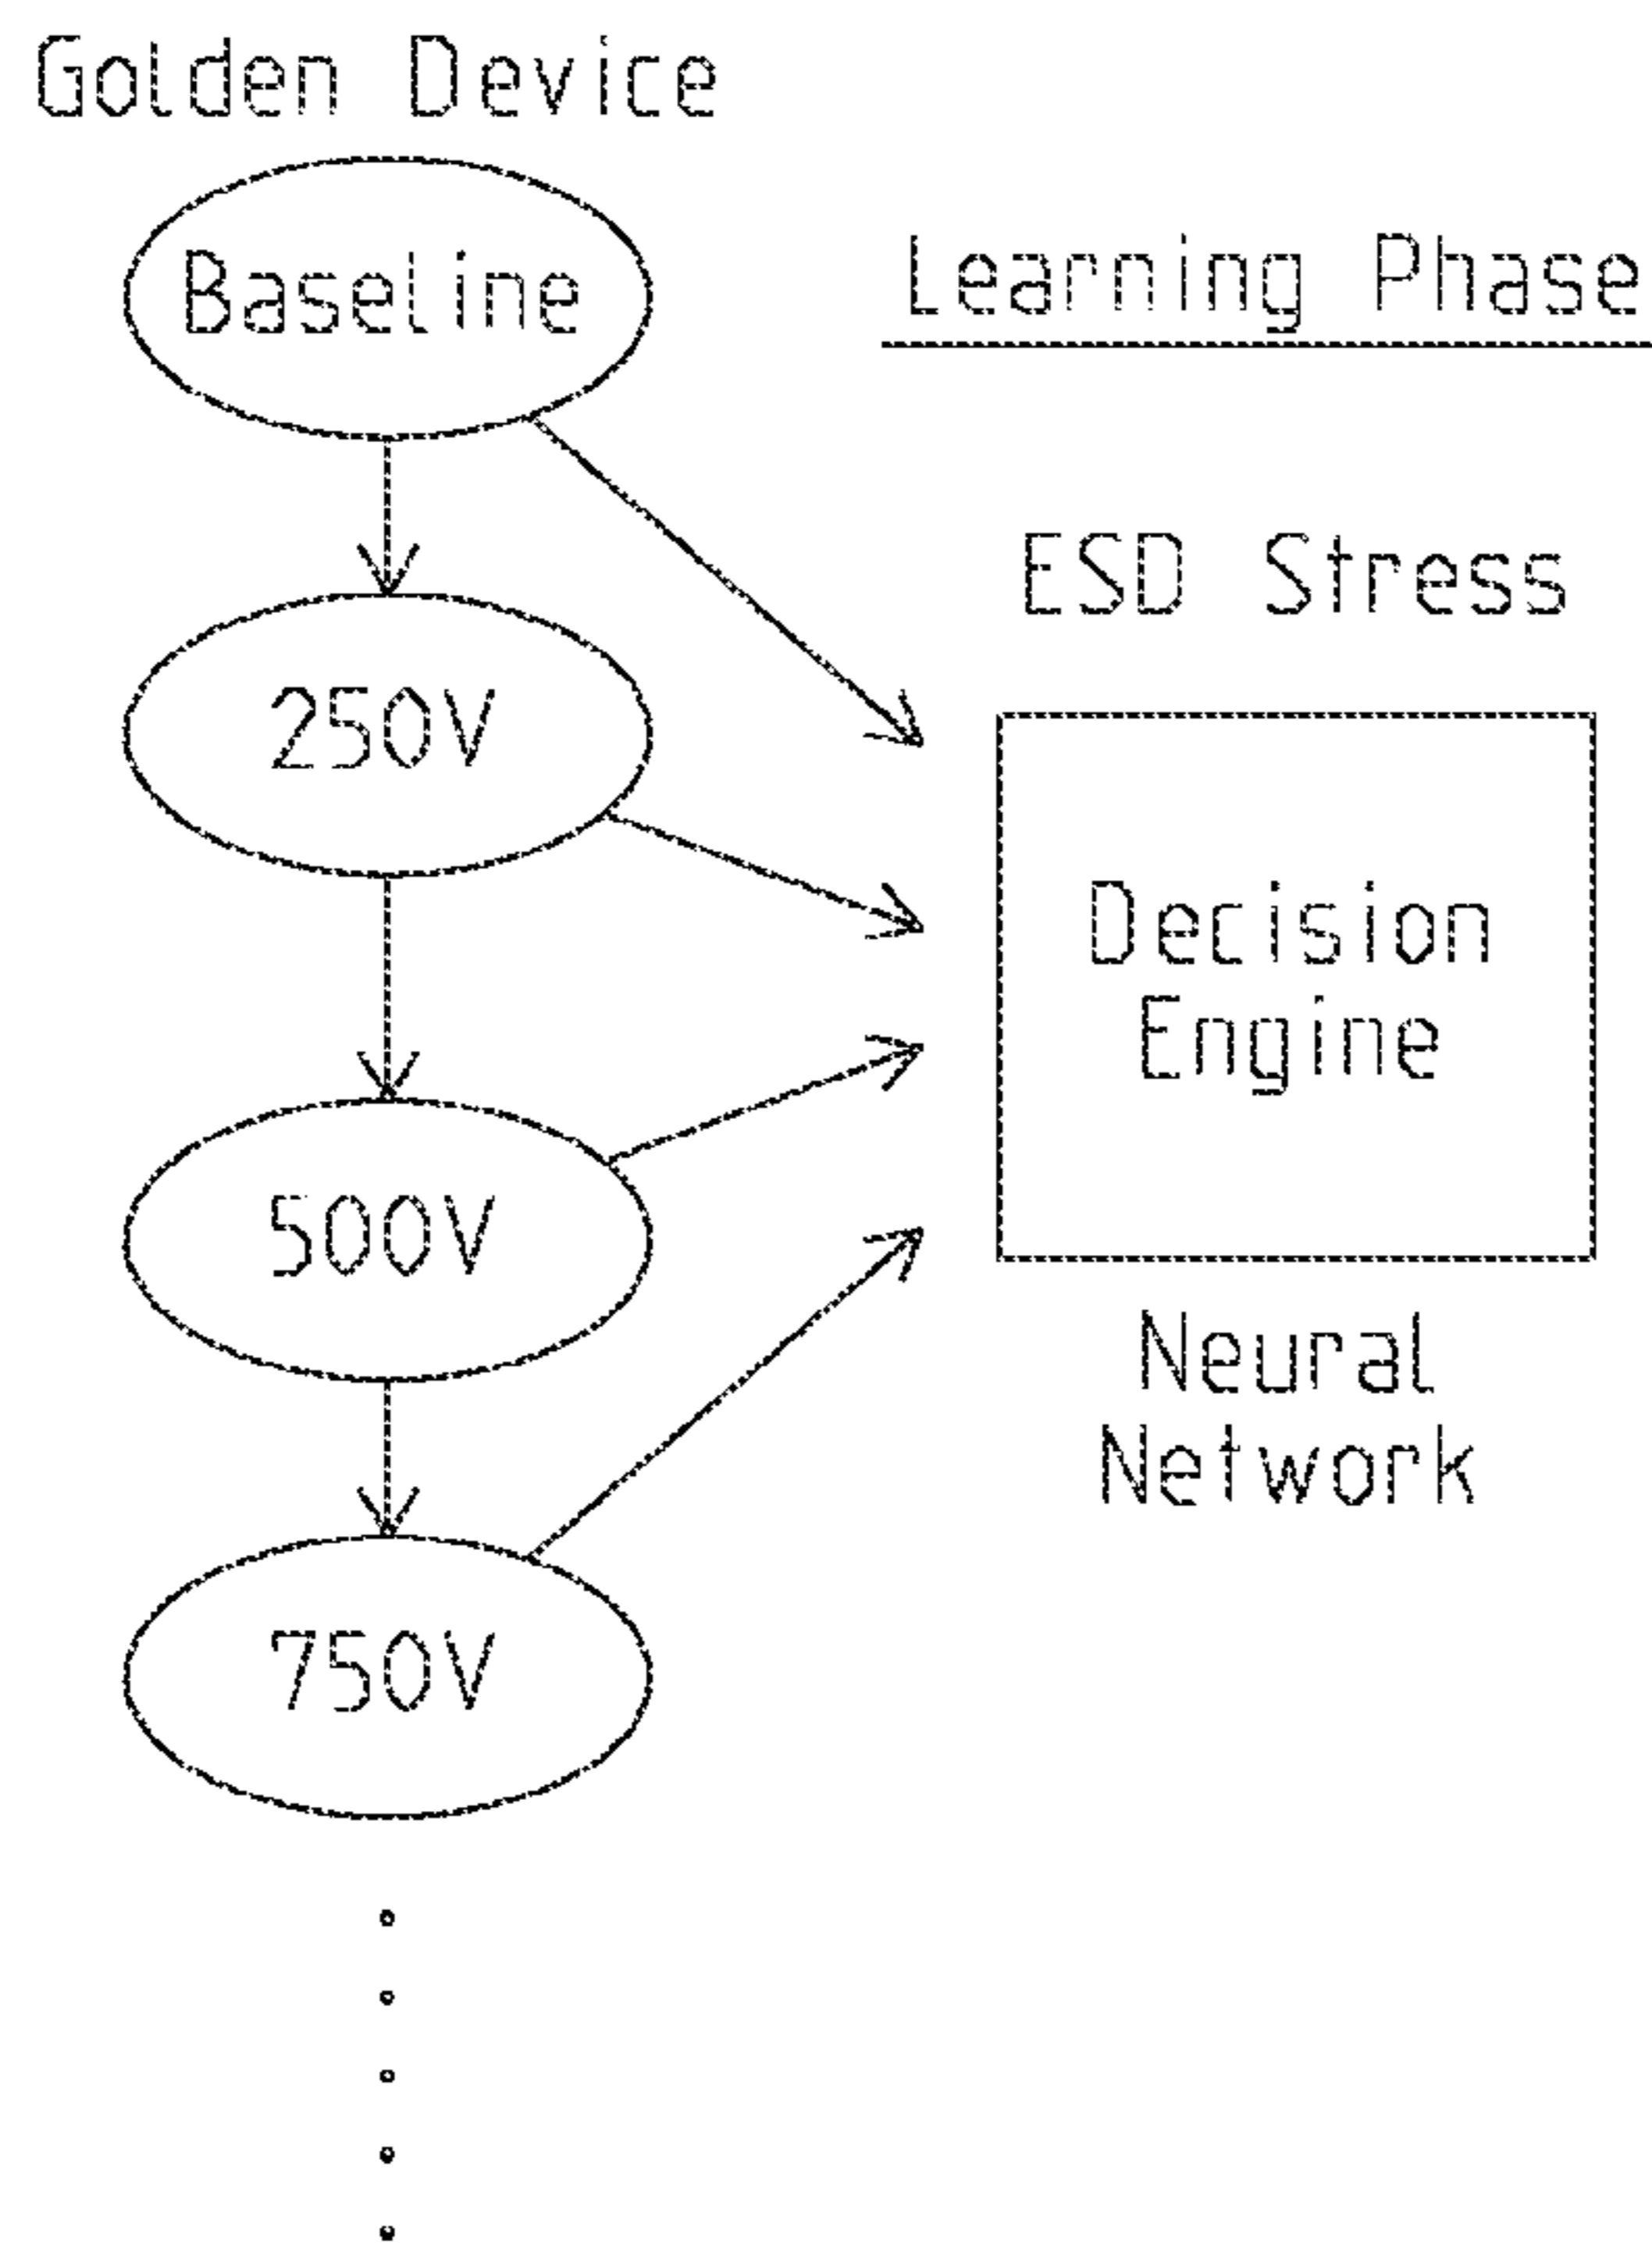 Golden Device
Baseline
Learning Phase
ESD Stress
250V
Decision
Engine
500V
Neural
Network
750V